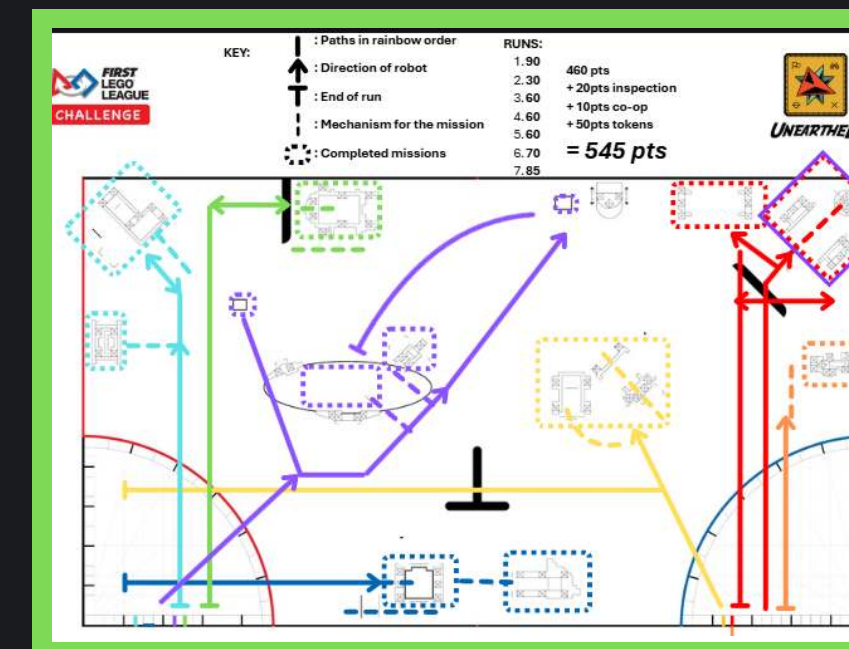 FIRST
LEGO
LEAGUE
CHALLENGE
KEY:
: Paths in rainbow order
: Direction of robot
: End of run
: Mechanism for the mission
: Completed missions
RUNS:
1.90
2.30
3.60
4.60
5.60
6.70
7.85
460 pts
+ 20pts inspection
+ 10pts co-op
+ 50pts tokens
= 545 pts
UNEARTHE